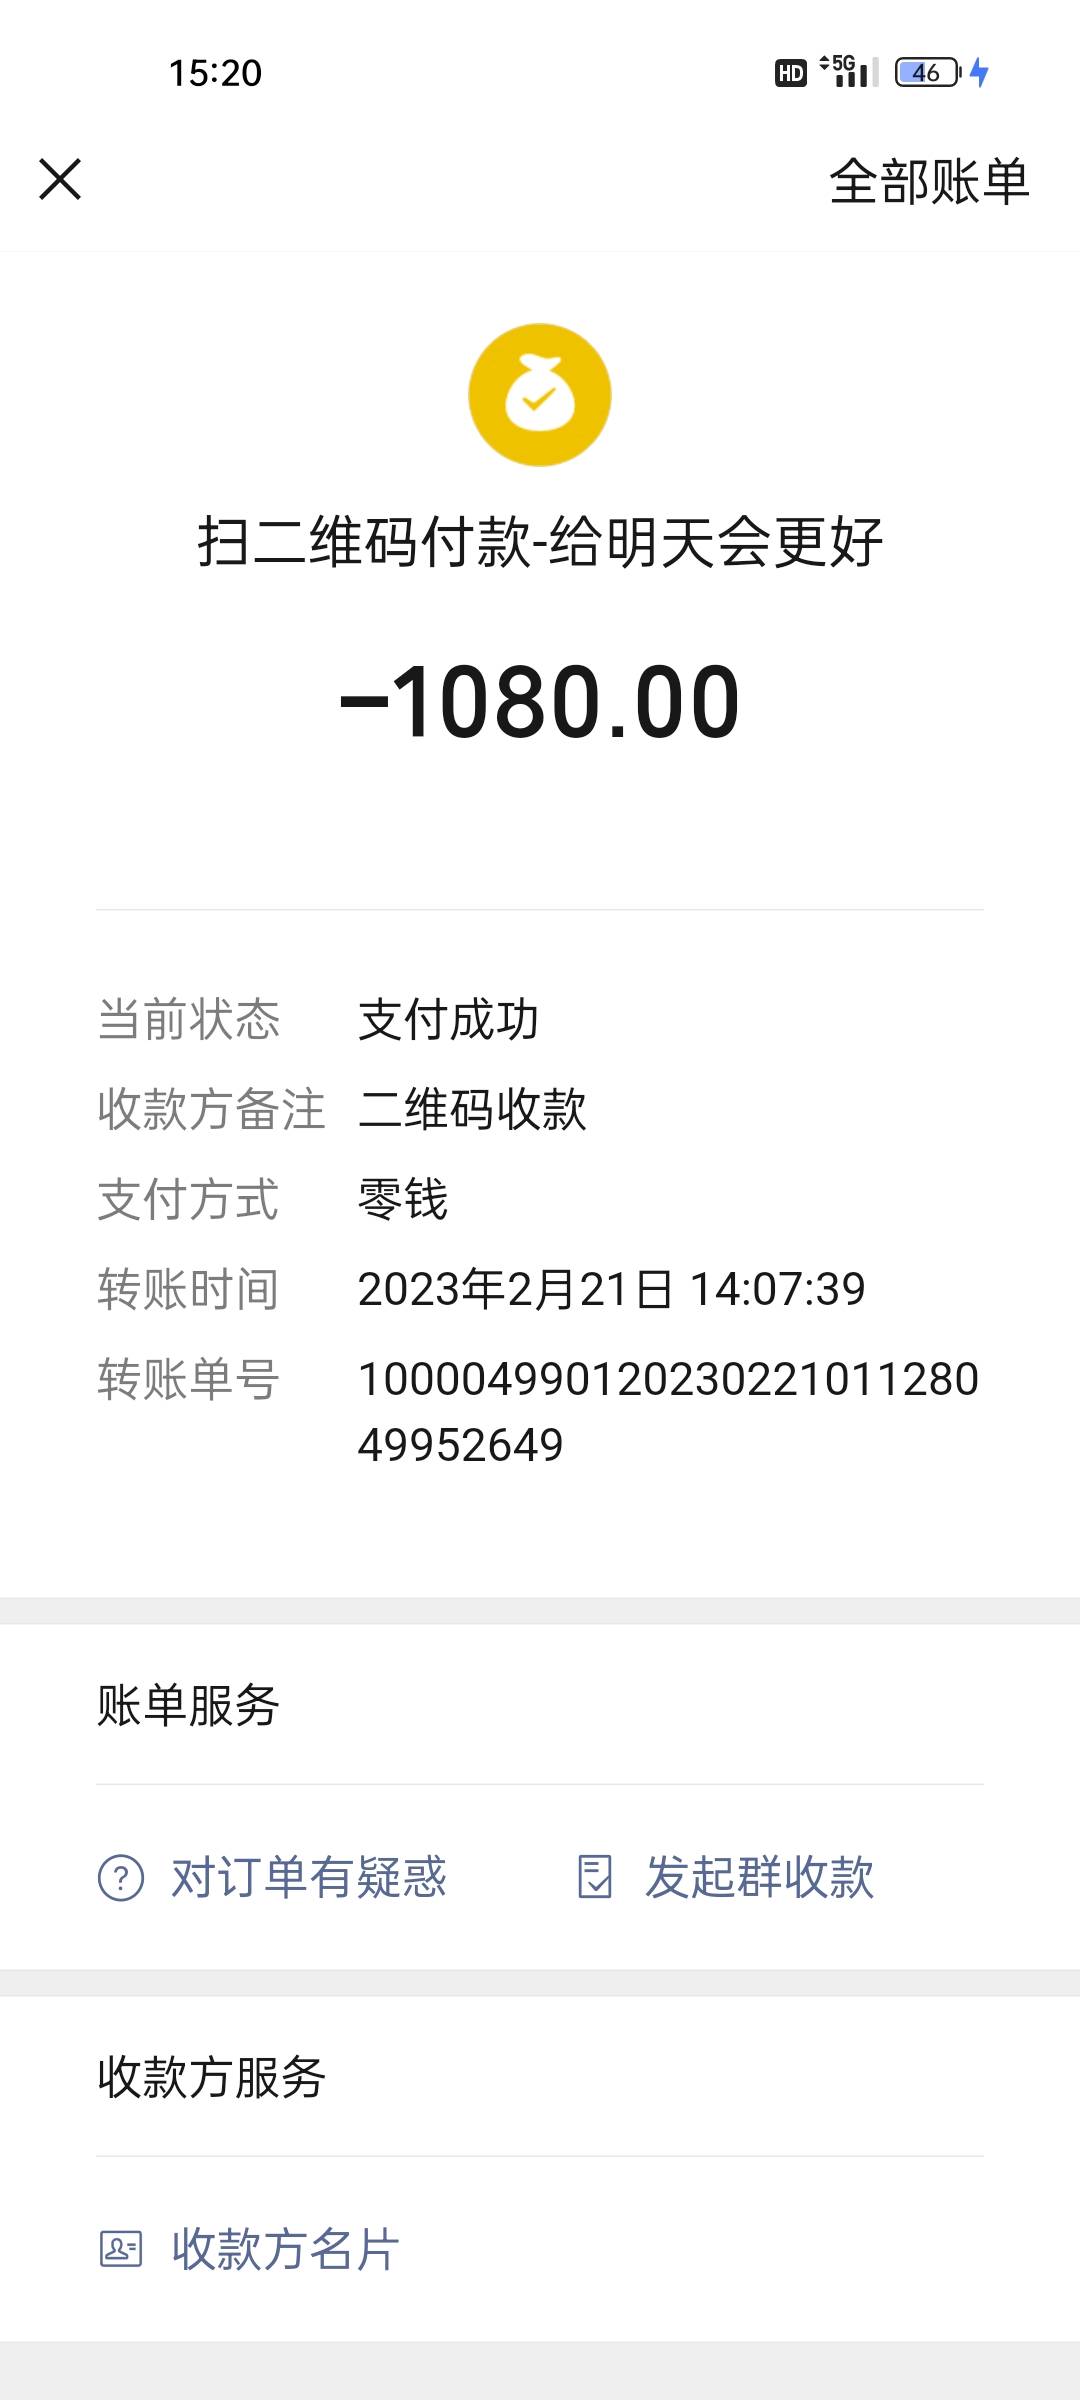 15:20
HD 5G 46
全部账单
扫二维码付款-给明天会更好
-1080.00
当前状态 支付成功
收款方备注 二维码收款
支付方式 零钱
转账时间 2023年2月21日 14:07:39
转账单号 100004990120230221011280
49952649
账单服务
对订单有疑惑 发起群收款
收款方服务
收款方名片